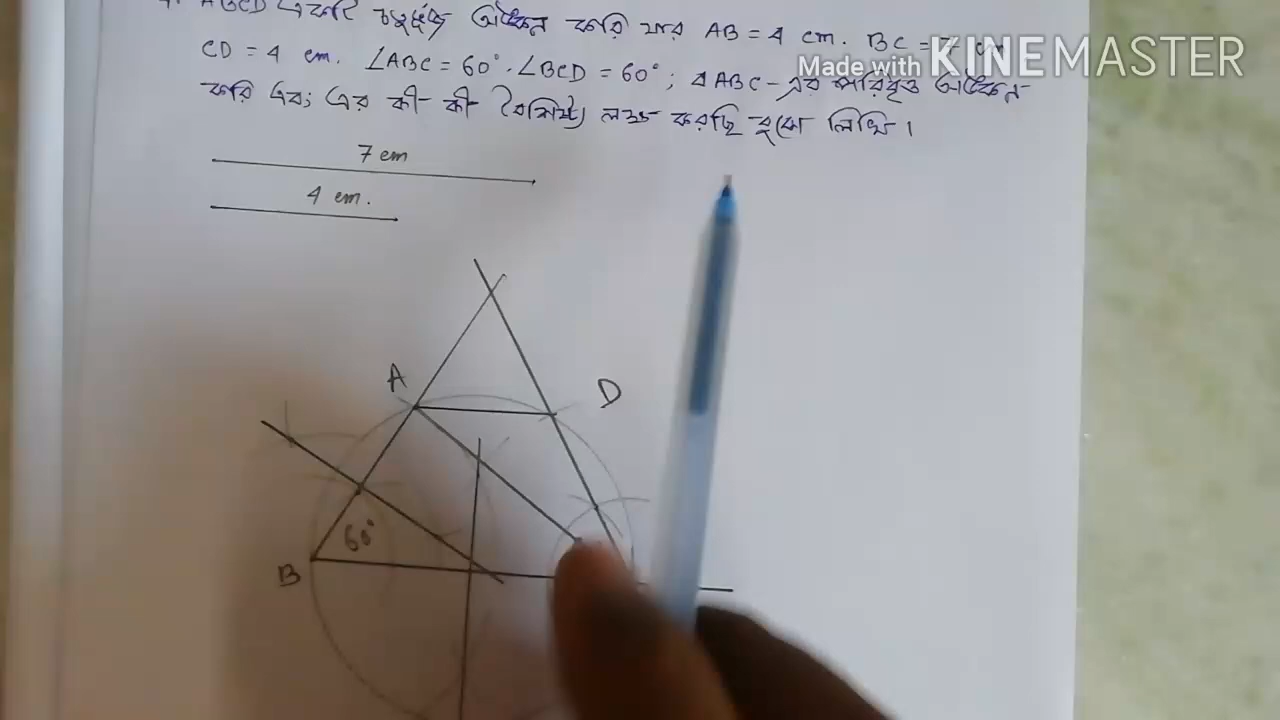 ABCD একটি চতুর্ভুজ অঙ্কন করি যার AB = 4 cm. BC = 7 cm
Made with KINEMASTER
CD = 4 cm. ∠ABC = 60°. ∠BCD = 60°; ΔABC-এর পরিবৃত্ত অঙ্কন
করি এবং এর কী-কী বৈশিষ্ট্য লক্ষ্য করছি বুঝে লিখি।
7 cm
4 cm.
A
D
60°
B